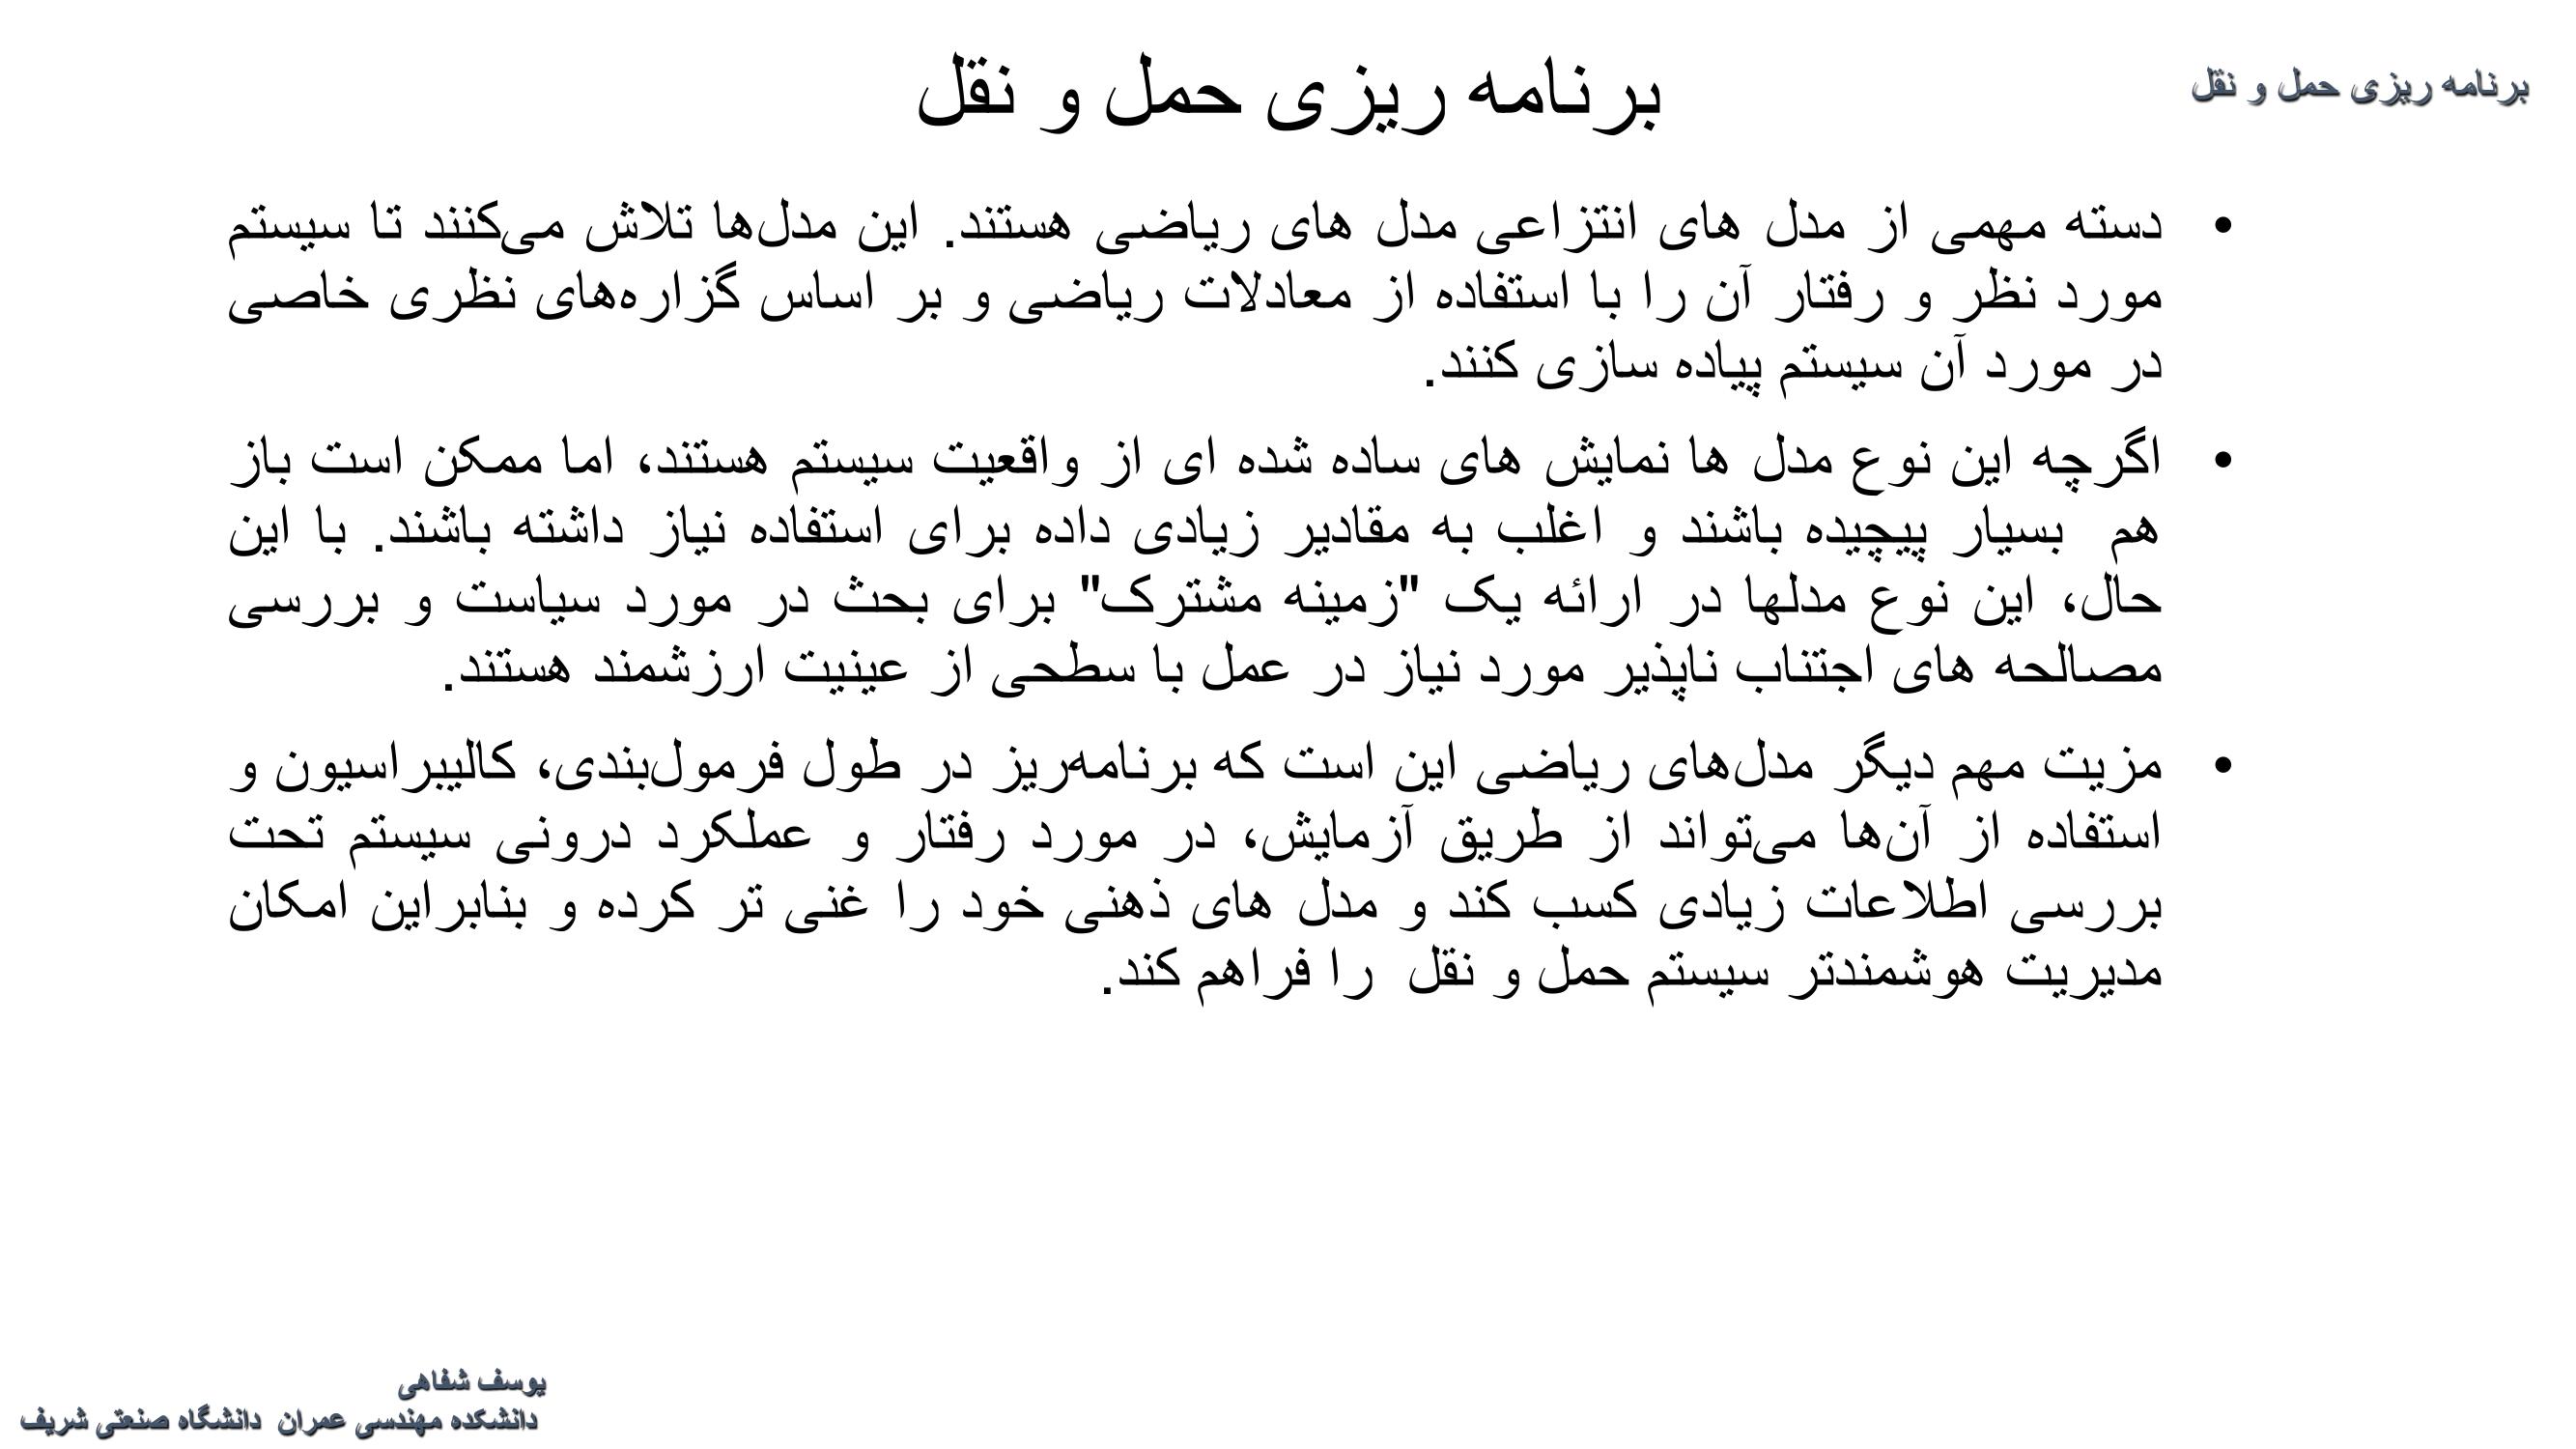 برنامه ریزی حمل و نقل
برنامه ریزی حمل و نقل
• دسته مهمی از مدل های انتزاعی مدل های ریاضی هستند. این مدل‌ها تلاش می‌کنند تا سیستم
مورد نظر و رفتار آن را با استفاده از معادلات ریاضی و بر اساس گزاره‌های نظری خاصی
در مورد آن سیستم پیاده سازی کنند.
• اگرچه این نوع مدل ها نمایش های ساده شده ای از واقعیت سیستم هستند، اما ممکن است باز
هم بسیار پیچیده باشند و اغلب به مقادیر زیادی داده برای استفاده نیاز داشته باشند. با این
حال، این نوع مدلها در ارائه یک "زمینه مشترک" برای بحث در مورد سیاست و بررسی
مصالحه های اجتناب ناپذیر مورد نیاز در عمل با سطحی از عینیت ارزشمند هستند.
• مزیت مهم دیگر مدل‌های ریاضی این است که برنامه‌ریز در طول فرمول‌بندی، کالیبراسیون و
استفاده از آن‌ها می‌تواند از طریق آزمایش، در مورد رفتار و عملکرد درونی سیستم تحت
بررسی اطلاعات زیادی کسب کند و مدل های ذهنی خود را غنی تر کرده و بنابراین امکان
مدیریت هوشمندتر سیستم حمل و نقل را فراهم کند.
یوسف شفاهی
دانشکده مهندسی عمران دانشگاه صنعتی شریف